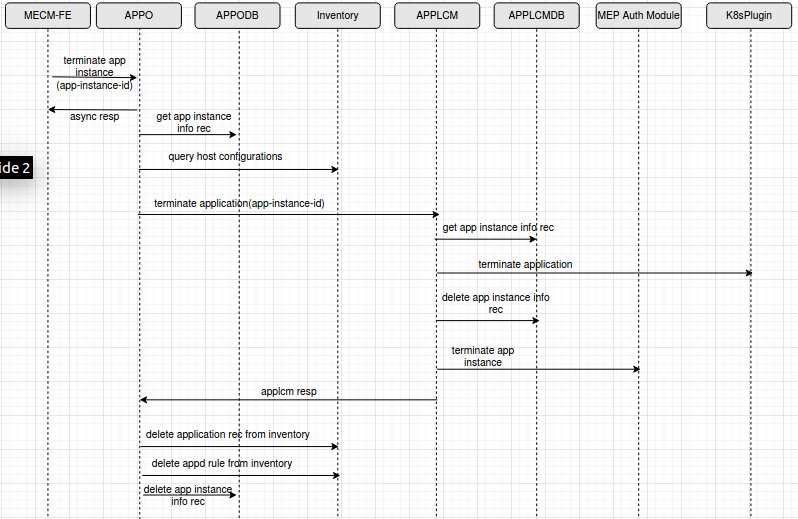 MECM-FE
APPO
APPODB
Inventory
APPLCM
APPLCMDB
MEP Auth Module
K8sPlugin
terminate app
instance
(app-instance-id)
async resp
get app instance
info rec
query host configurations
ide 2
terminate application(app-instance-id)
get app instance info rec
terminate application
delete app instance info
rec
terminate app
instance
applcm resp
delete application rec from inventory
delete appd rule from inventory
delete app instance
info rec